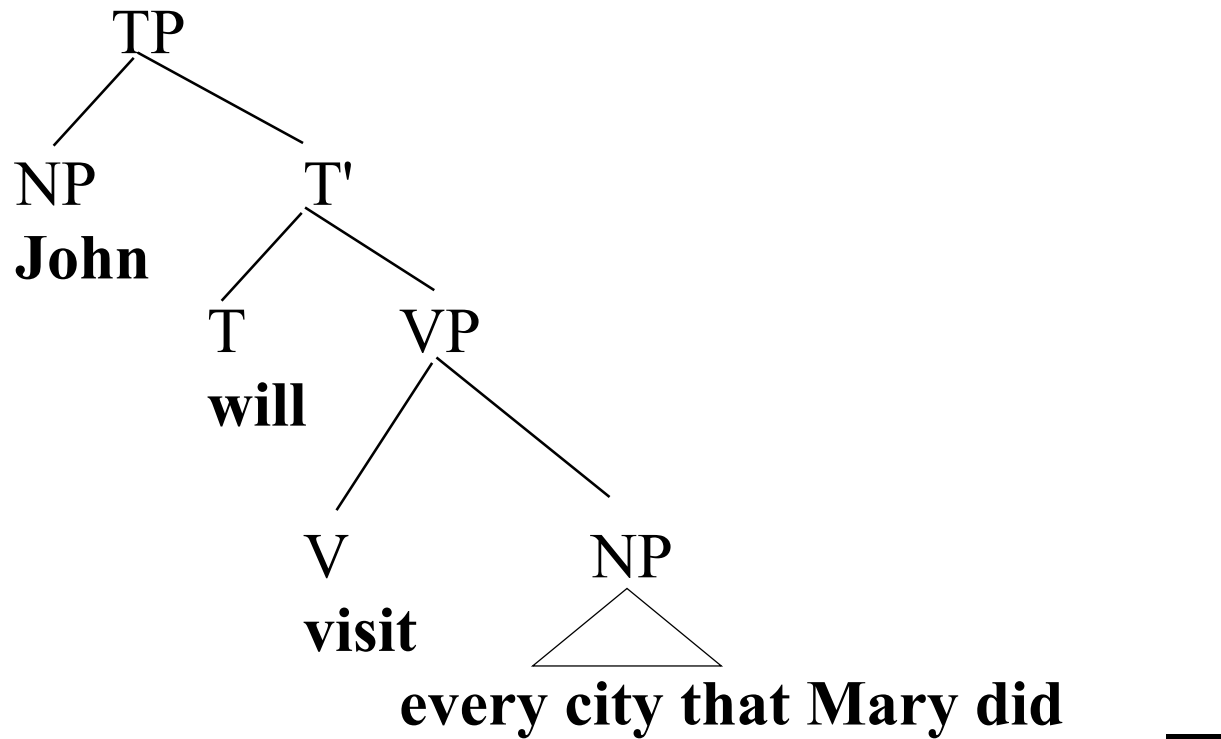 TP
NP T'
John
T VP
will
V NP
visit
every city that Mary did